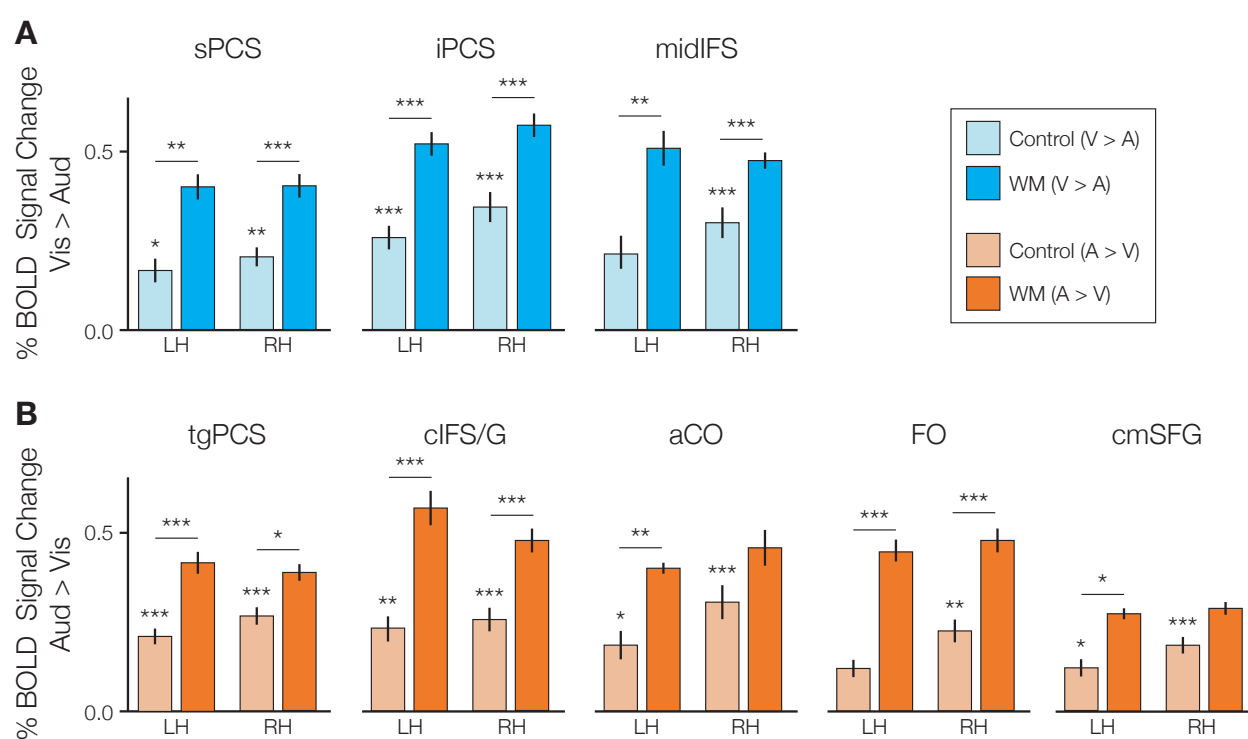 A
sPCS
iPCS
midIFS
% BOLD Signal Change
Vis > Aud
0.5
0.0
** *** *** *** ** ***
* ** *** *** ***
LH RH LH RH LH RH
Control (V > A)
WM (V > A)
Control (A > V)
WM (A > V)
B
tgPCS
cIFS/G
aCO
FO
cmSFG
% BOLD Signal Change
Aud > Vis
0.5
0.0
*** * *** *** ** *** *** *
*** *** ** *** * *** ** * ***
LH RH LH RH LH RH LH RH LH RH